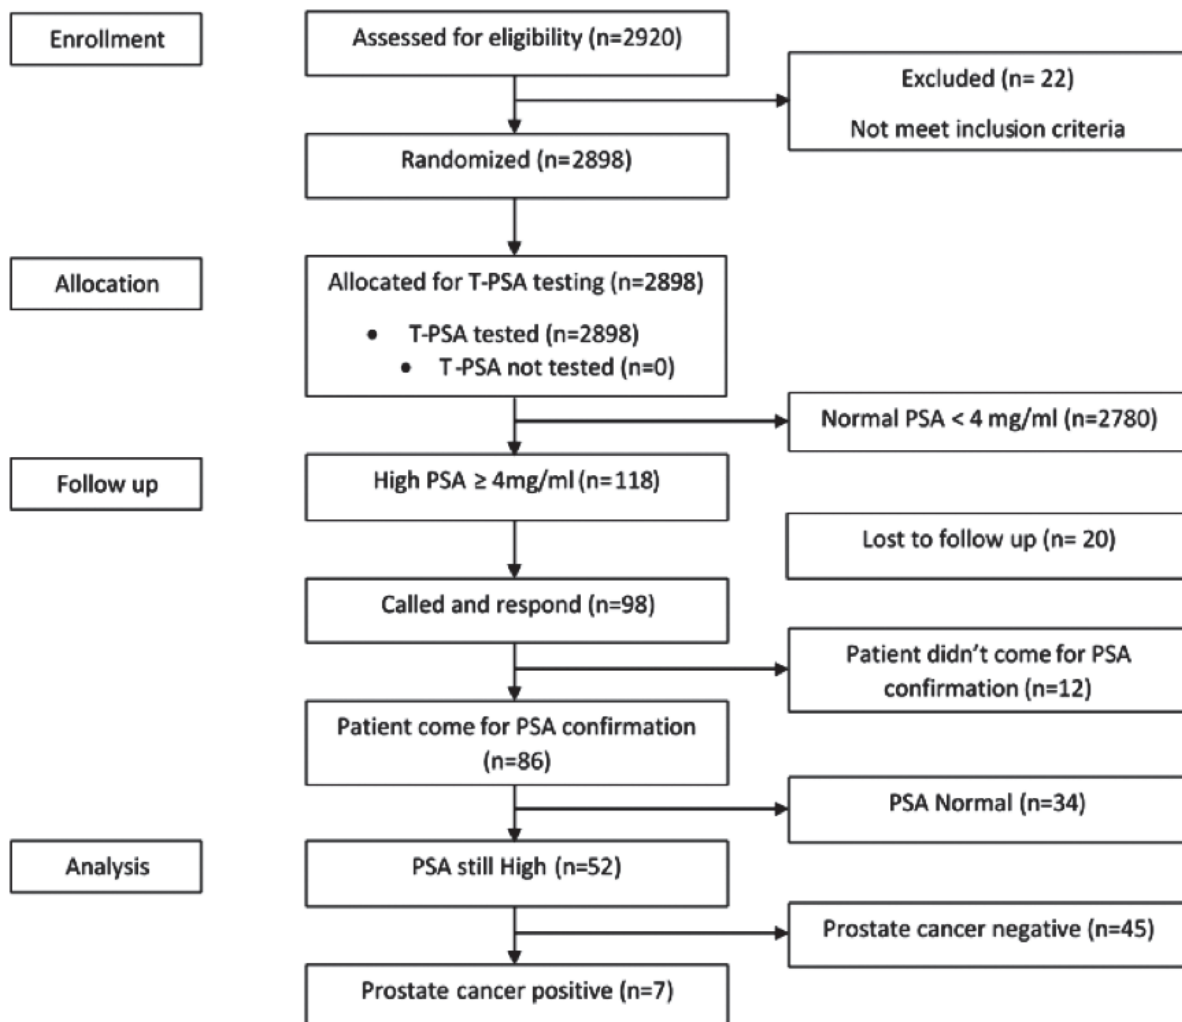 Enrollment
Assessed for eligibility (n=2920)
Excluded (n= 22)
Not meet inclusion criteria
Randomized (n=2898)
Allocation
Allocated for T-PSA testing (n=2898)
• T-PSA tested (n=2898)
• T-PSA not tested (n=0)
Normal PSA < 4 mg/ml (n=2780)
Follow up
High PSA ≥ 4mg/ml (n=118)
Lost to follow up (n= 20)
Called and respond (n=98)
Patient didn't come for PSA
confirmation (n=12)
Patient come for PSA confirmation
(n=86)
PSA Normal (n=34)
Analysis
PSA still High (n=52)
Prostate cancer negative (n=45)
Prostate cancer positive (n=7)